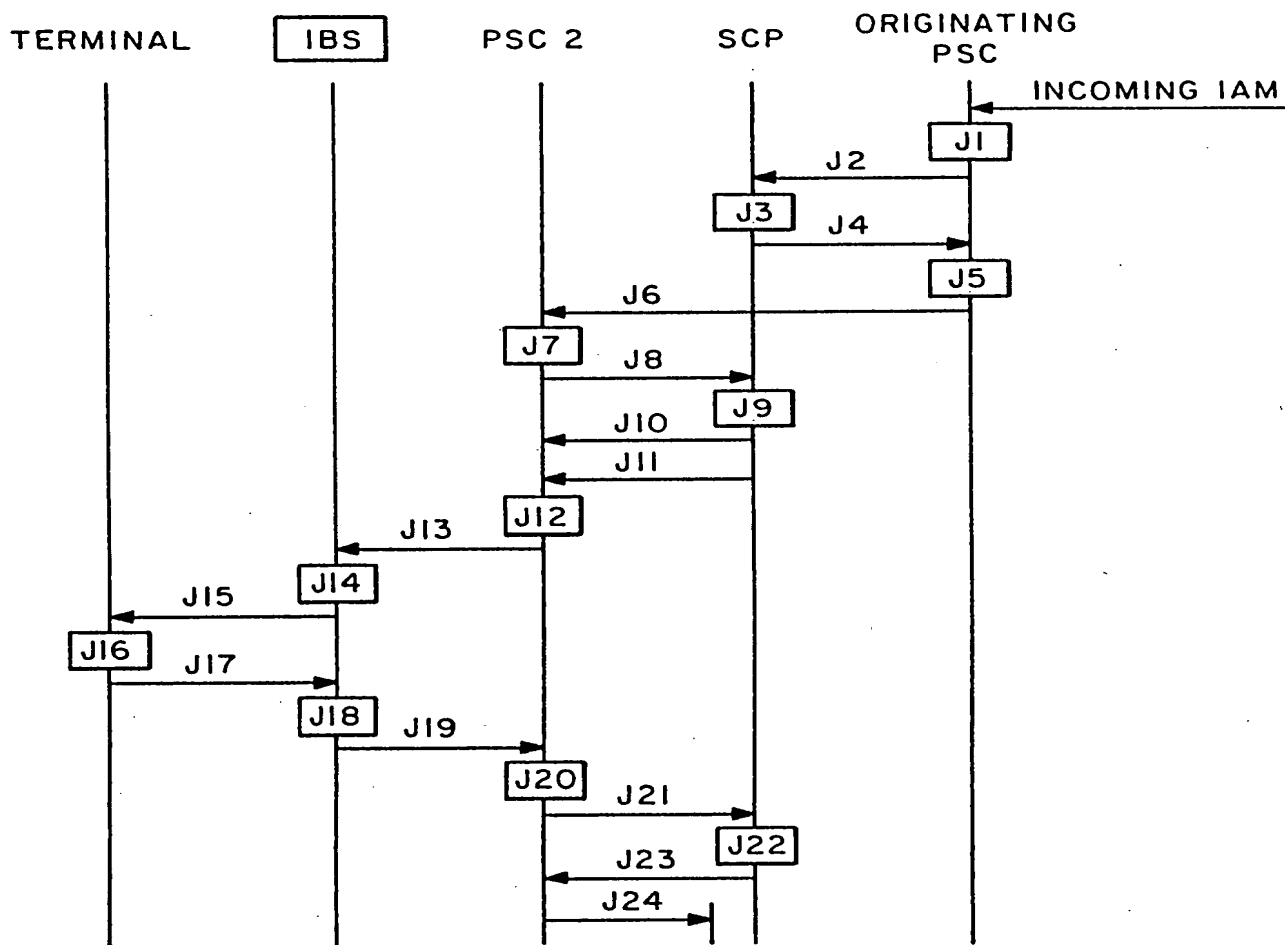 TERMINAL
IBS
PSC 2
SCP
ORIGINATING
PSC
INCOMING IAM
J1
J2
J3
J4
J5
J6
J7
J8
J9
J10
J11
J12
J13
J14
J15
J16
J17
J18
J19
J20
J21
J22
J23
J24